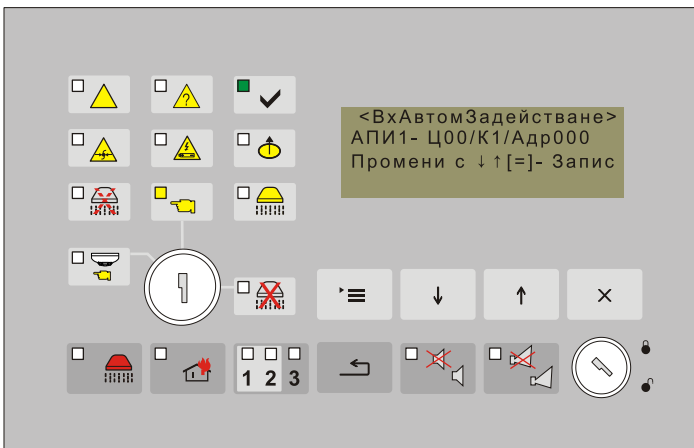 ?
<ВхАвтомЗадействане>
АПИ1- Ц00/К1/Адр000
Промени с ↓↑[=]- Запис
1 2 3